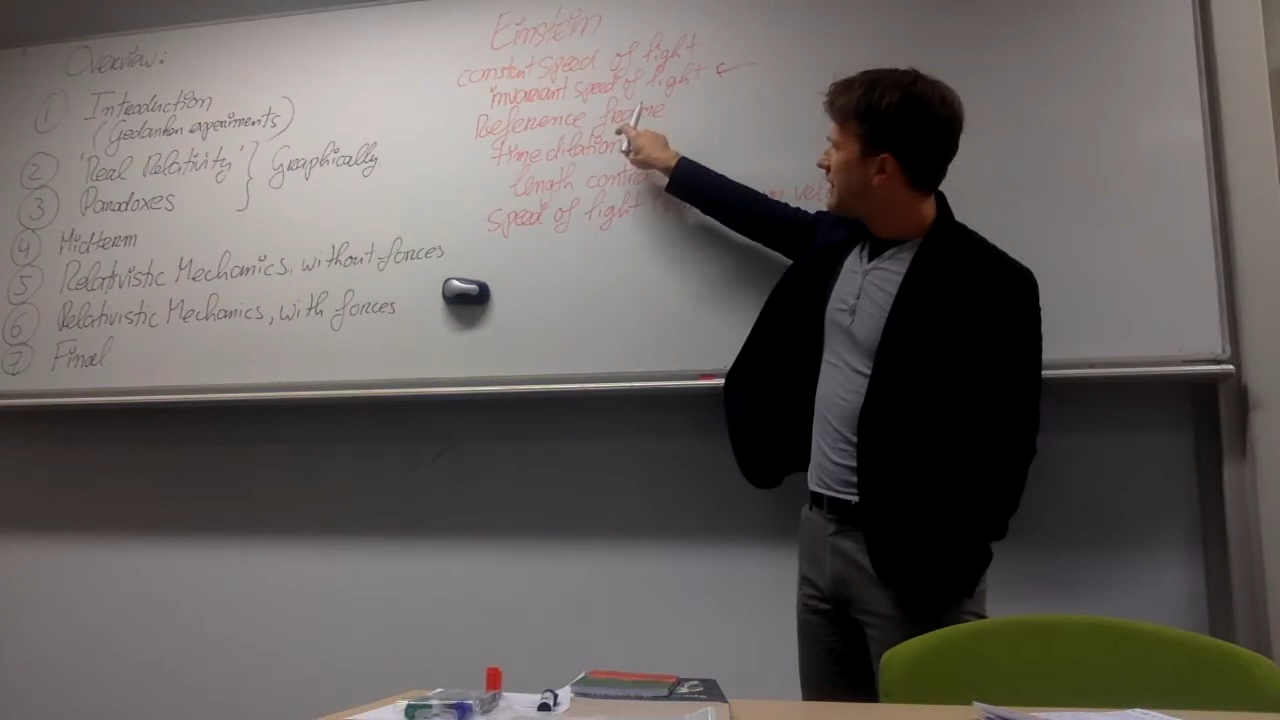 Overview:
1 Introduction
(Gedanken experiments)
2 'Real Relativity' } Graphically
3 Paradoxes
4 Midterm
5 Relativistic Mechanics, without forces
6 Relativistic Mechanics, with forces
7 Final
Einstein
constant speed of light
invariant speed of light ←
Reference frame
time dilation
length contra
speed of light